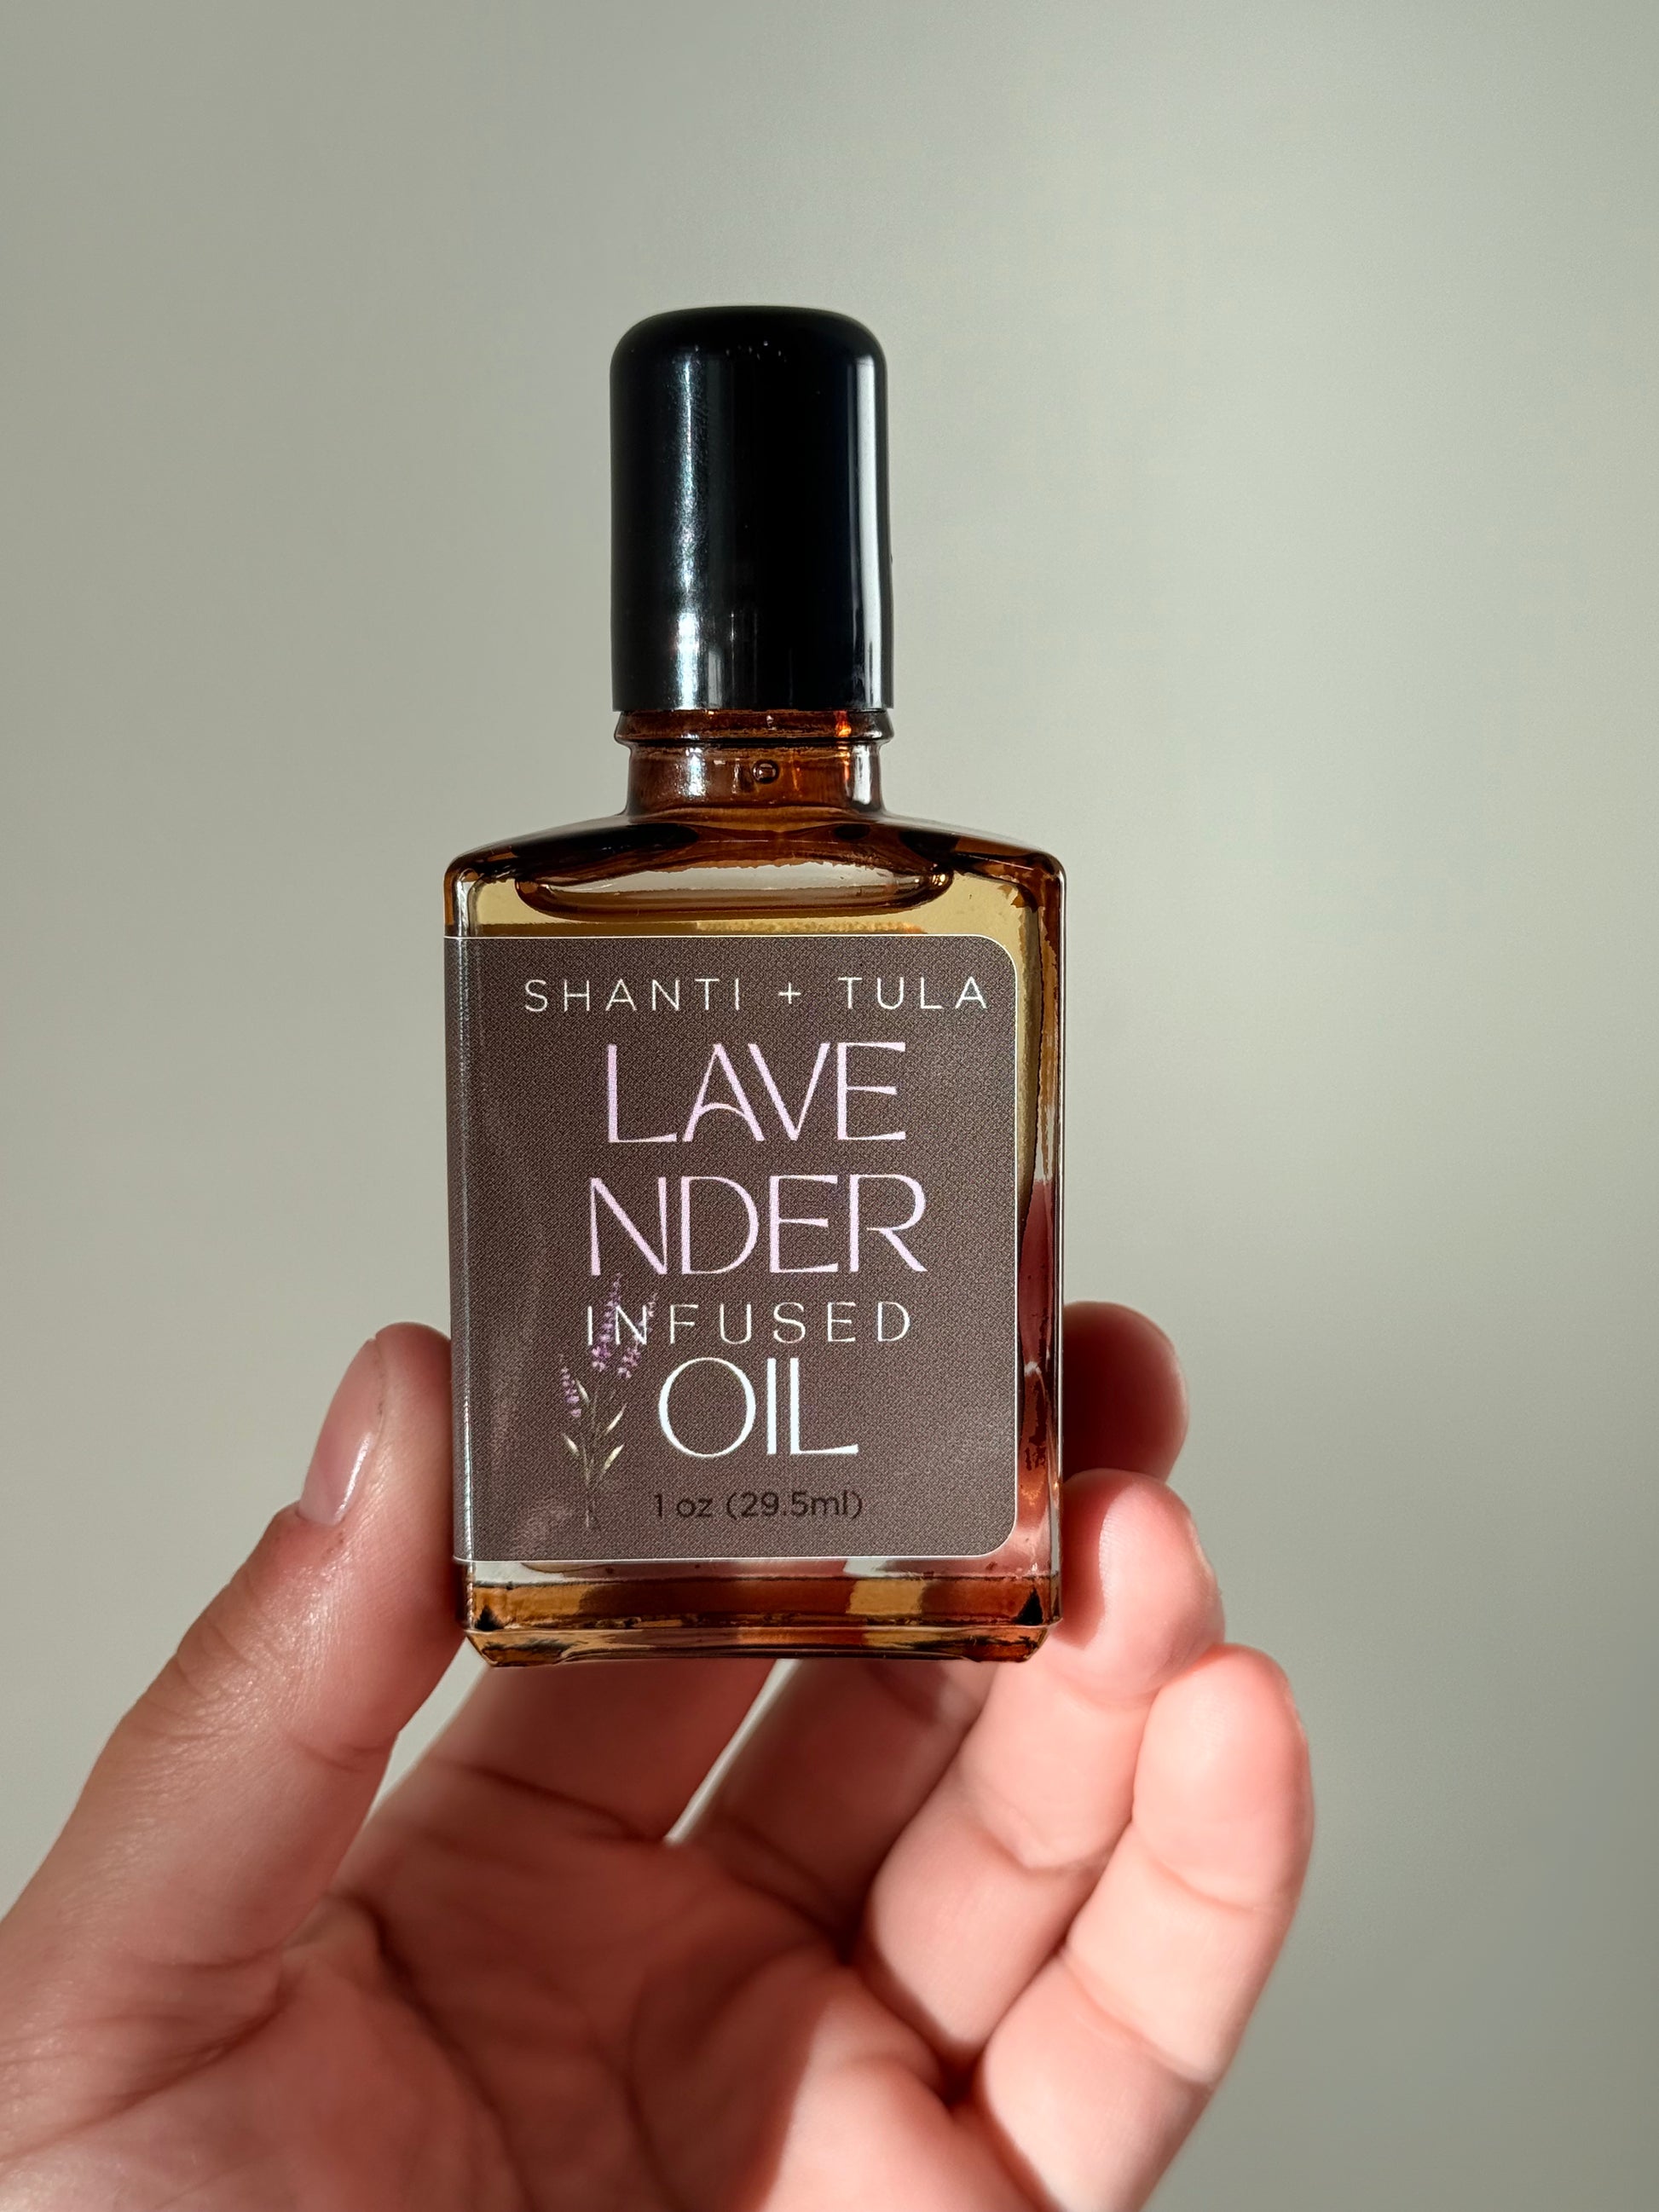 SHANTI + TULA
LAVE
NDER
INFUSED
OIL
1 oz (29.5ml)